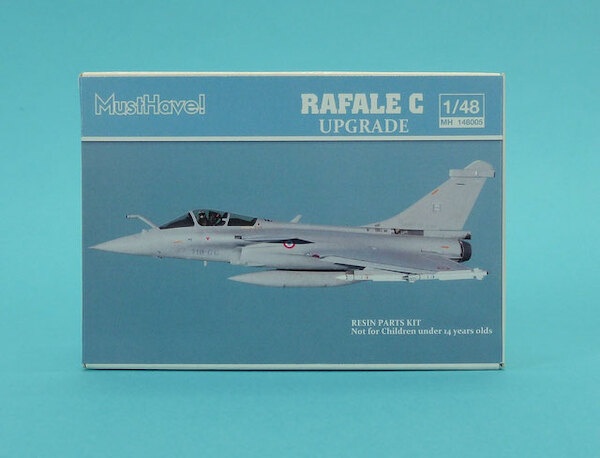 MustHave!
RAFALE C
UPGRADE
1/48
MH 148005
RESIN PARTS KIT
Not for Children under 14 years olds